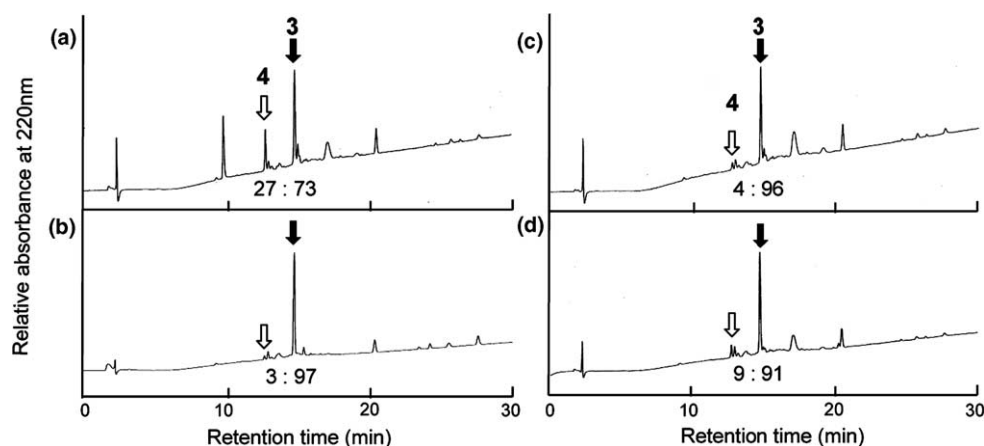 (a)
3
4
27 : 73
(c)
3
4
4 : 96
(b)
3 : 97
(d)
9 : 91
Relative absorbance at 220nm
0
10
20
30
0
10
20
30
Retention time (min)
Retention time (min)